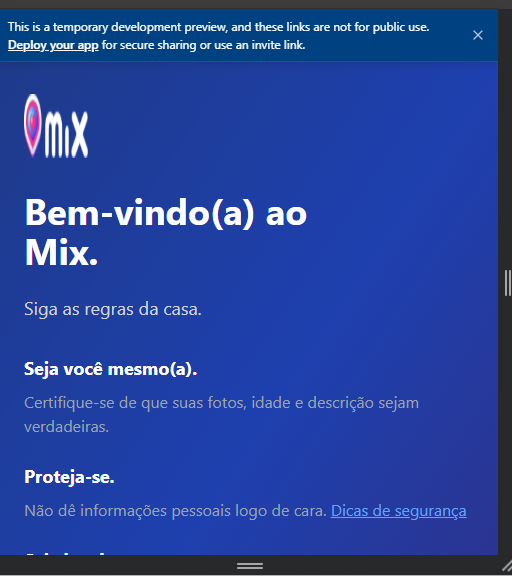 This is a temporary development preview, and these links are not for public use.
Deploy your app for secure sharing or use an invite link.
mix
Bem-vindo(a) ao
Mix.
Siga as regras da casa.
Seja você mesmo(a).
Certifique-se de que suas fotos, idade e descrição sejam
verdadeiras.
Proteja-se.
Não dê informações pessoais logo de cara. Dicas de segurança